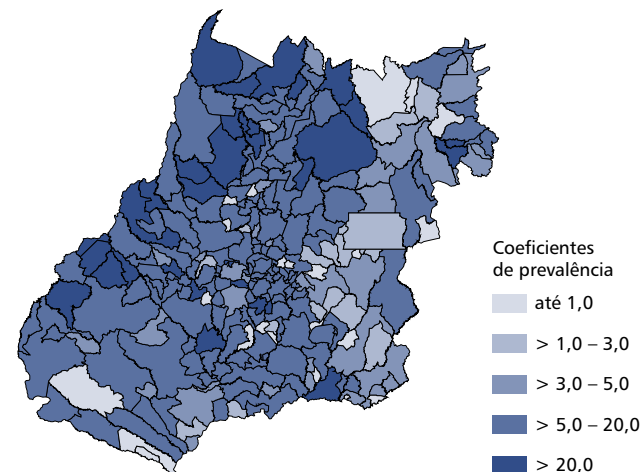 Coeficientes
de prevalência
até 1,0
> 1,0 – 3,0
> 3,0 – 5,0
> 5,0 – 20,0
> 20,0